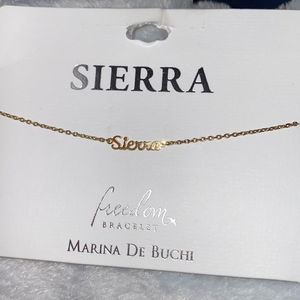 SIERRA
Sierra
freedom
BRACELET
MARINA DE BUCHI